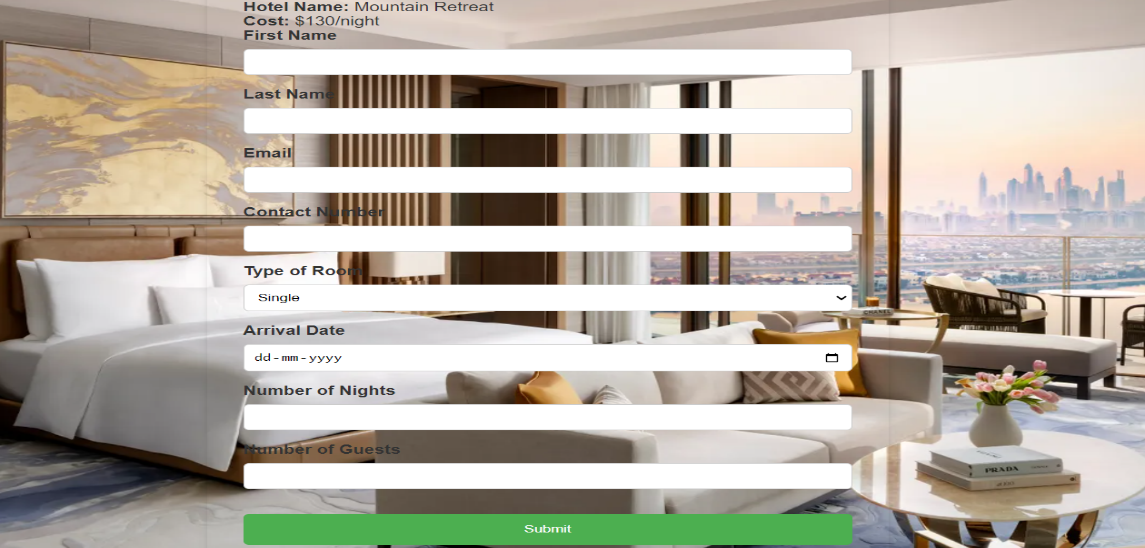 Hotel Name: Mountain Retreat
Cost: $130/night
First Name
Last Name
Email
Contact Number
Type of Room
Single
Arrival Date
dd-mm-yyyy
Number of Nights
Number of Guests
PRADA
Submit